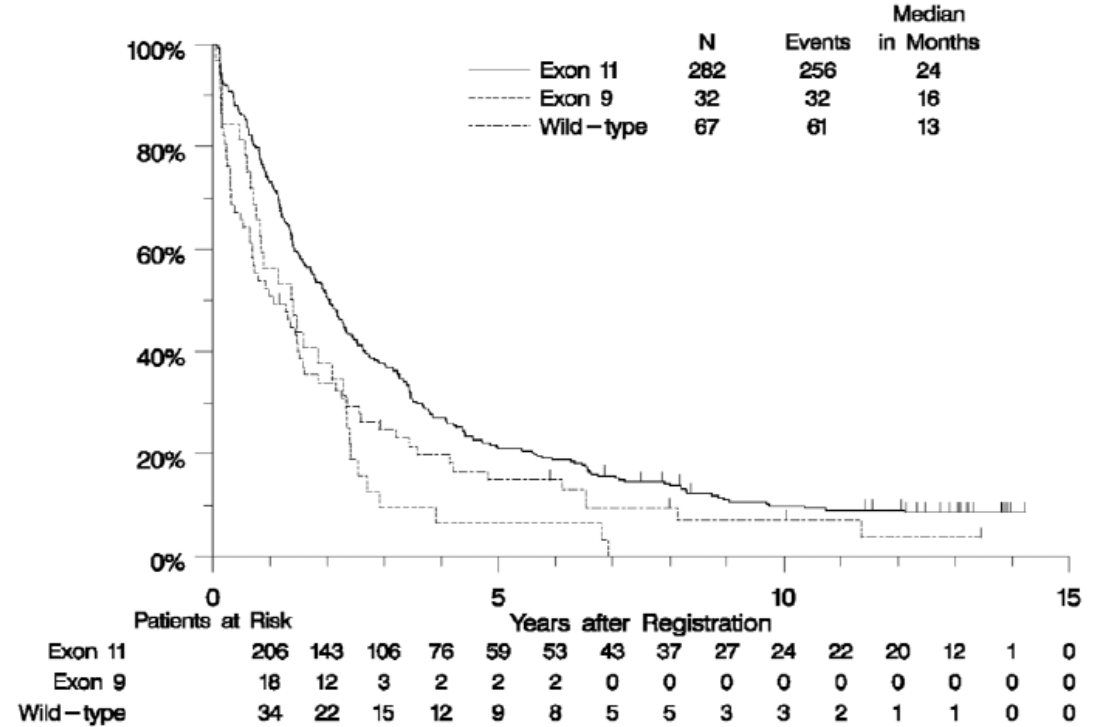 Median
N Events in Months
100%
Exon 11 282 256 24
Exon 9 32 32 16
Wild-type 67 61 13
80%
60%
40%
20%
0%
0 5 10 15
Patients at Risk Years after Registration
Exon 11 206 143 106 76 59 53 43 37 27 24 22 20 12 1 0
Exon 9 18 12 3 2 2 2 0 0 0 0 0 0 0 0 0
Wild-type 34 22 15 12 9 8 5 5 3 3 2 1 1 0 0